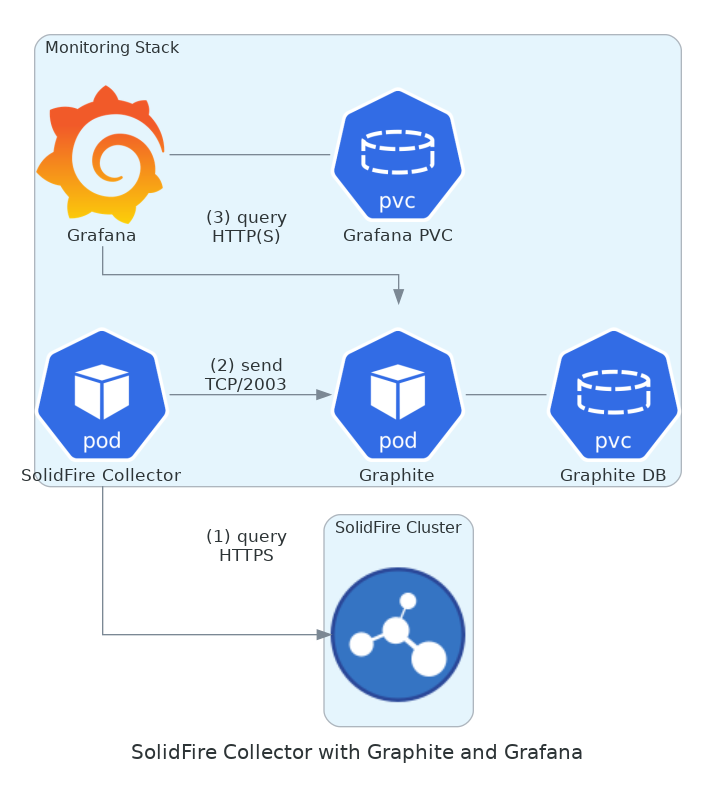 Monitoring Stack
pvc
(3) query
HTTP(S)
Grafana
Grafana PVC
(2) send
TCP/2003
pod
pod
pvc
SolidFire Collector
Graphite
Graphite DB
(1) query
HTTPS
SolidFire Cluster
SolidFire Collector with Graphite and Grafana